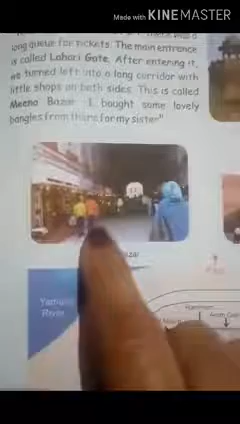 Made with KINEMASTER
long queue for tickets. The main entrance
is called Lahori Gate. After entering it,
we turned left into a long corridor with
little shops on both sides. This is called
Meena Bazar. I bought some lovely
bangles from there for my sister"
Yamuna
River